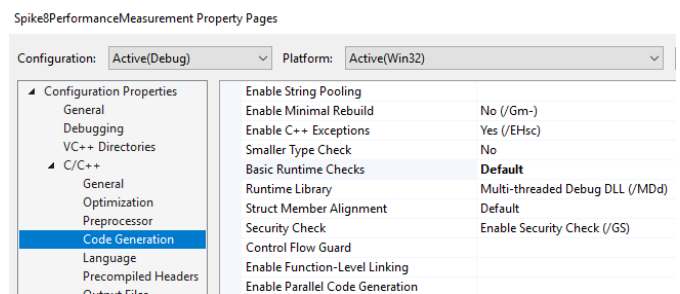 Spike8PerformanceMeasurement Property Pages
Configuration: Active(Debug) Platform: Active(Win32)
Configuration Properties
General
Debugging
VC++ Directories
C/C++
General
Optimization
Preprocessor
Code Generation
Language
Precompiled Headers
Output Files
Enable String Pooling
Enable Minimal Rebuild No (/Gm-)
Enable C++ Exceptions Yes (/EHsc)
Smaller Type Check No
Basic Runtime Checks Default
Runtime Library Multi-threaded Debug DLL (/MDd)
Struct Member Alignment Default
Security Check Enable Security Check (/GS)
Control Flow Guard
Enable Function-Level Linking
Enable Parallel Code Generation